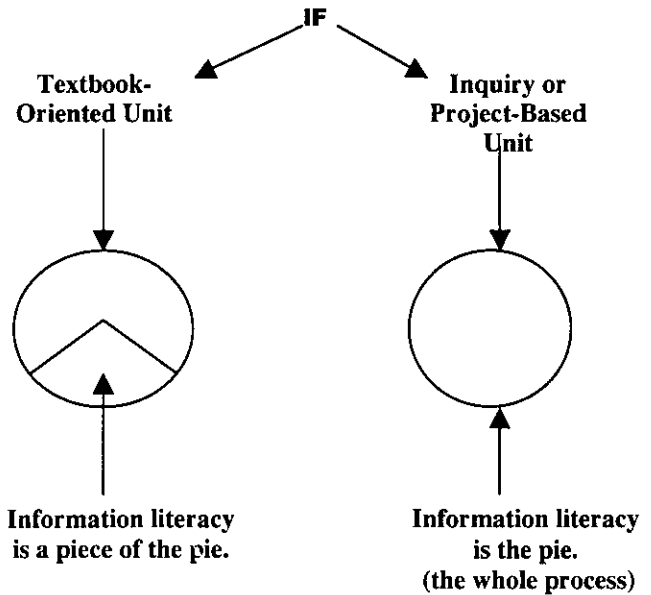 IF
Textbook-
Oriented Unit
Inquiry or
Project-Based
Unit
Information literacy
is a piece of the pie.
Information literacy
is the pie.
(the whole process)